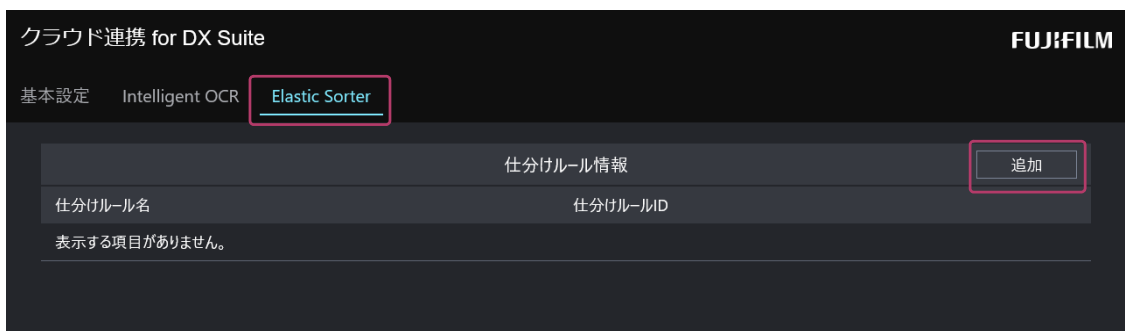 クラウド連携 for DX Suite
FUJIFILM
基本設定 Intelligent OCR Elastic Sorter
仕分けルール情報 追加
仕分けルール名 仕分けルールID
表示する項目がありません。